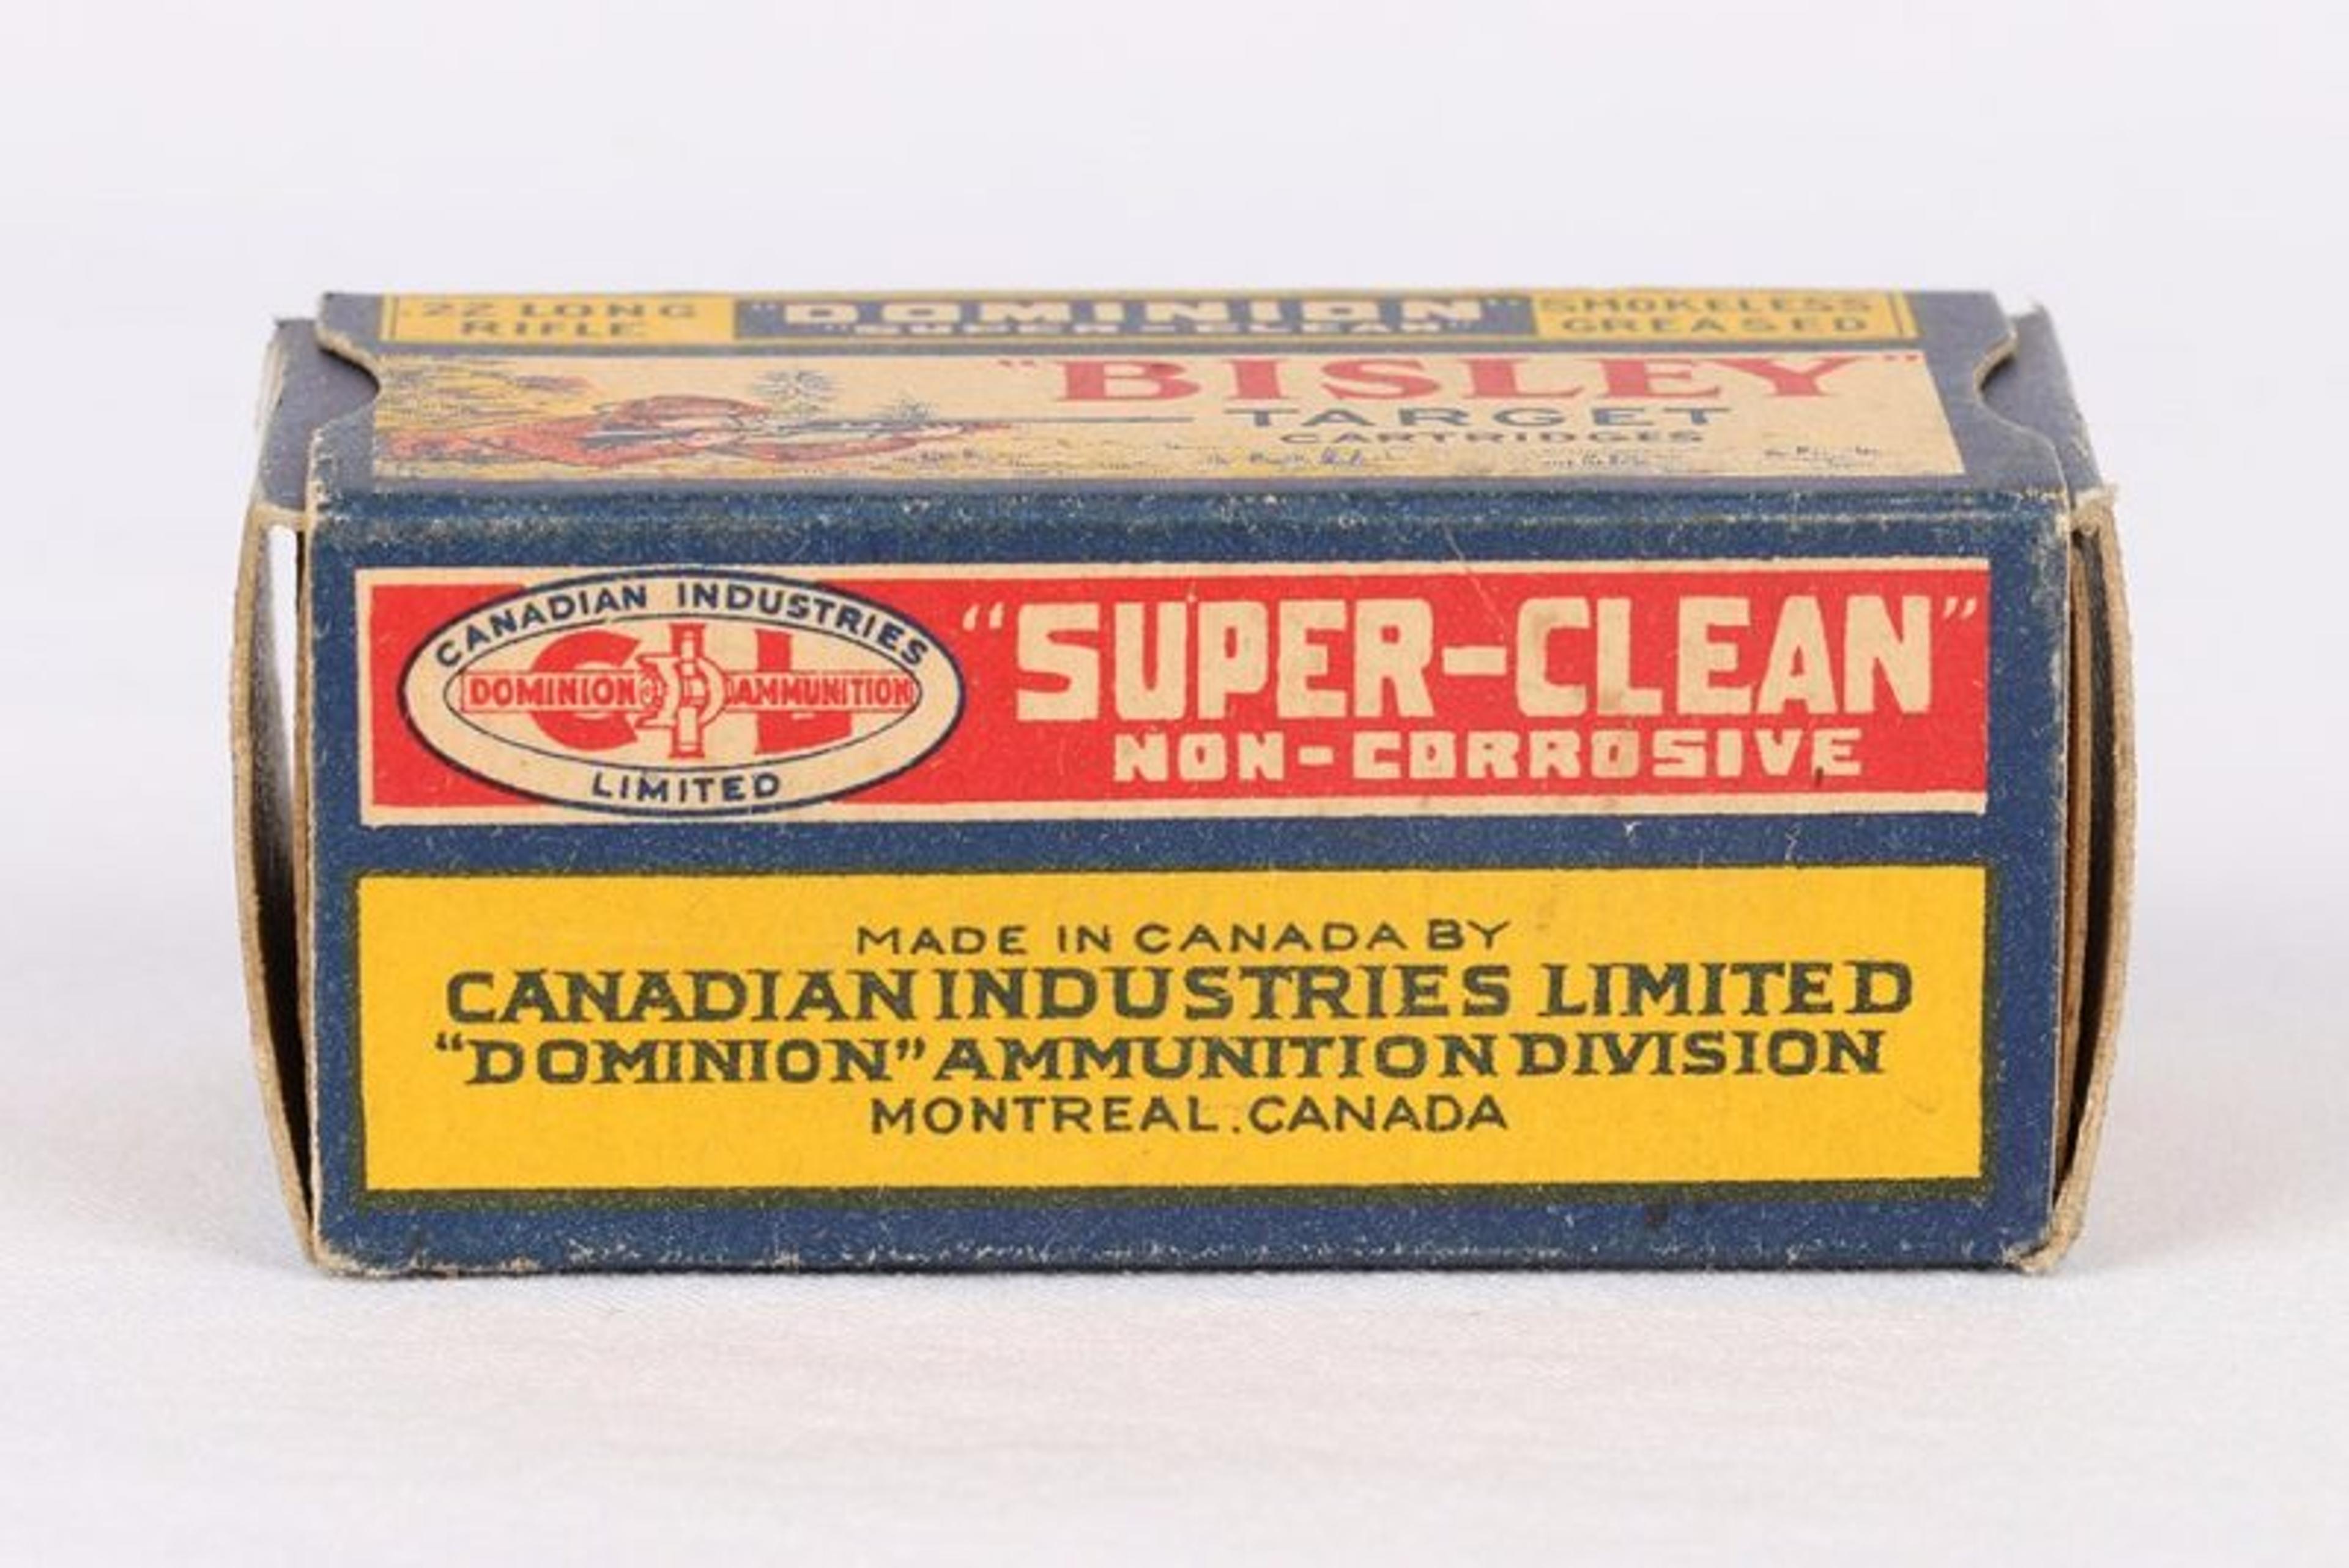 .22 LONG
RIFLE
"DOMINION"
"SUPER-CLEAN"
SMOKELESS
GREASED
"BISLEY"
TARGET
CARTRIDGES
CANADIAN INDUSTRIES
CIL
DOMINION AMMUNITION
LIMITED
"SUPER-CLEAN"
NON-CORROSIVE
MADE IN CANADA BY
CANADIAN INDUSTRIES LIMITED
"DOMINION" AMMUNITION DIVISION
MONTREAL.CANADA